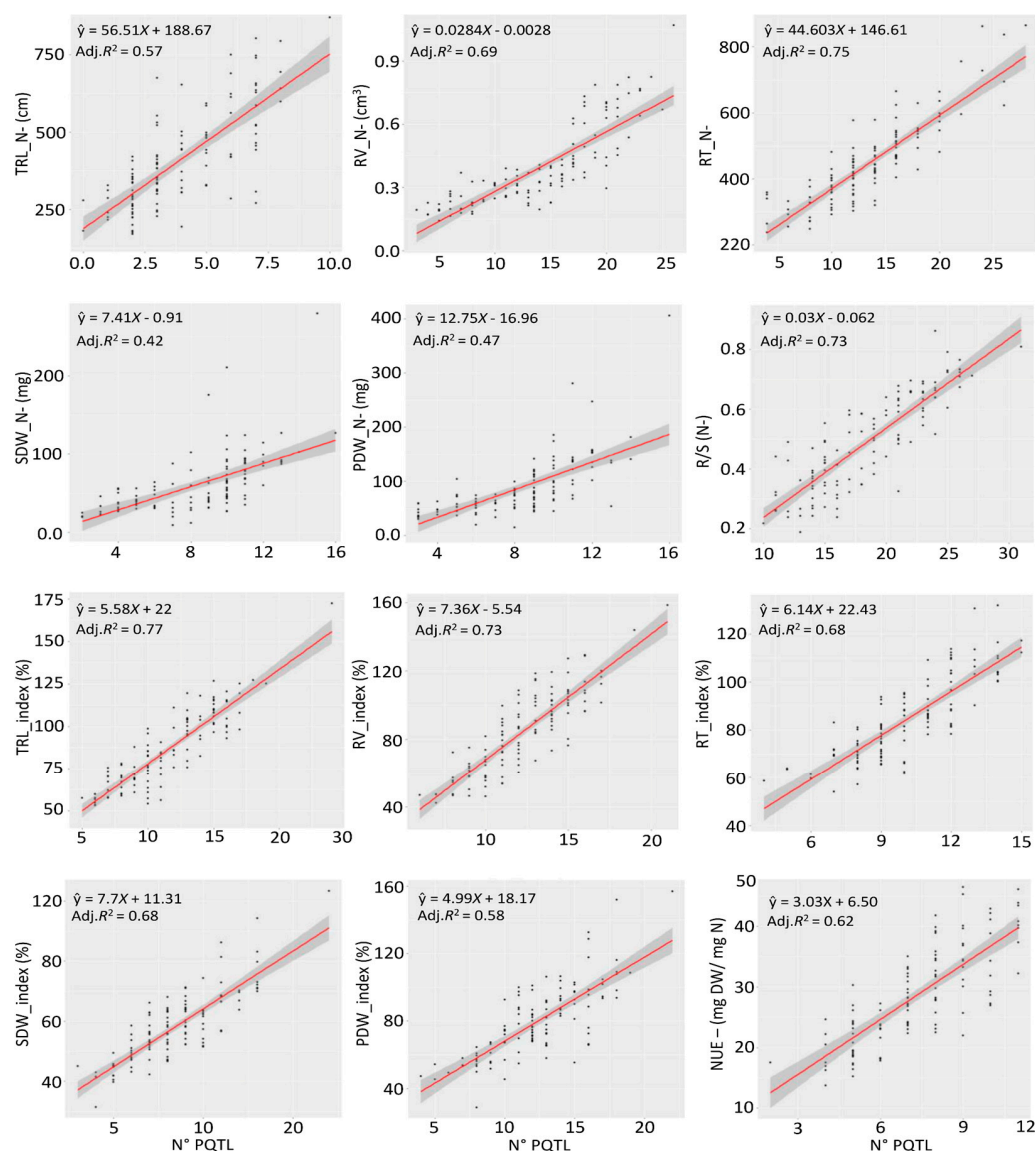 ŷ = 56.51X + 188.67
Adj.R² = 0.57
TRL_N- (cm)
750
500
250
0.0 2.5 5.0 7.5 10.0
ŷ = 0.0284X - 0.0028
Adj.R² = 0.69
RV_N- (cm³)
0.9
0.6
0.3
0.0
5 10 15 20 25
ŷ = 44.603X + 146.61
Adj.R² = 0.75
RT_N-
800
600
400
220
5 10 15 20 25
ŷ = 7.41X - 0.91
Adj.R² = 0.42
SDW_N- (mg)
200
100
0.0
4 8 12 16
ŷ = 12.75X - 16.96
Adj.R² = 0.47
PDW_N- (mg)
400
300
200
100
0.0
4 8 12 16
ŷ = 0.03X - 0.062
Adj.R² = 0.73
R/S (N-)
0.8
0.6
0.4
0.2
10 15 20 25 30
ŷ = 5.58X + 22
Adj.R² = 0.77
TRL_index (%)
175
150
125
100
75
50
5 6 10 15 20 30
ŷ = 7.36X - 5.54
Adj.R² = 0.73
RV_index (%)
160
120
80
40
10 15 20
ŷ = 6.14X + 22.43
Adj.R² = 0.68
RT_index (%)
120
100
80
60
40
6 9 12 15
ŷ = 7.7X + 11.31
Adj.R² = 0.68
SDW_index (%)
120
80
60
40
5 10 20
N° PQTL
ŷ = 4.99X + 18.17
Adj.R² = 0.58
PDW_index (%)
160
120
80
40
5 10 15 20
N° PQTL
ŷ = 3.03X + 6.50
Adj.R² = 0.62
NUE – (mg DW/ mg N)
50
40
30
20
10
3 6 9 12
N° PQTL